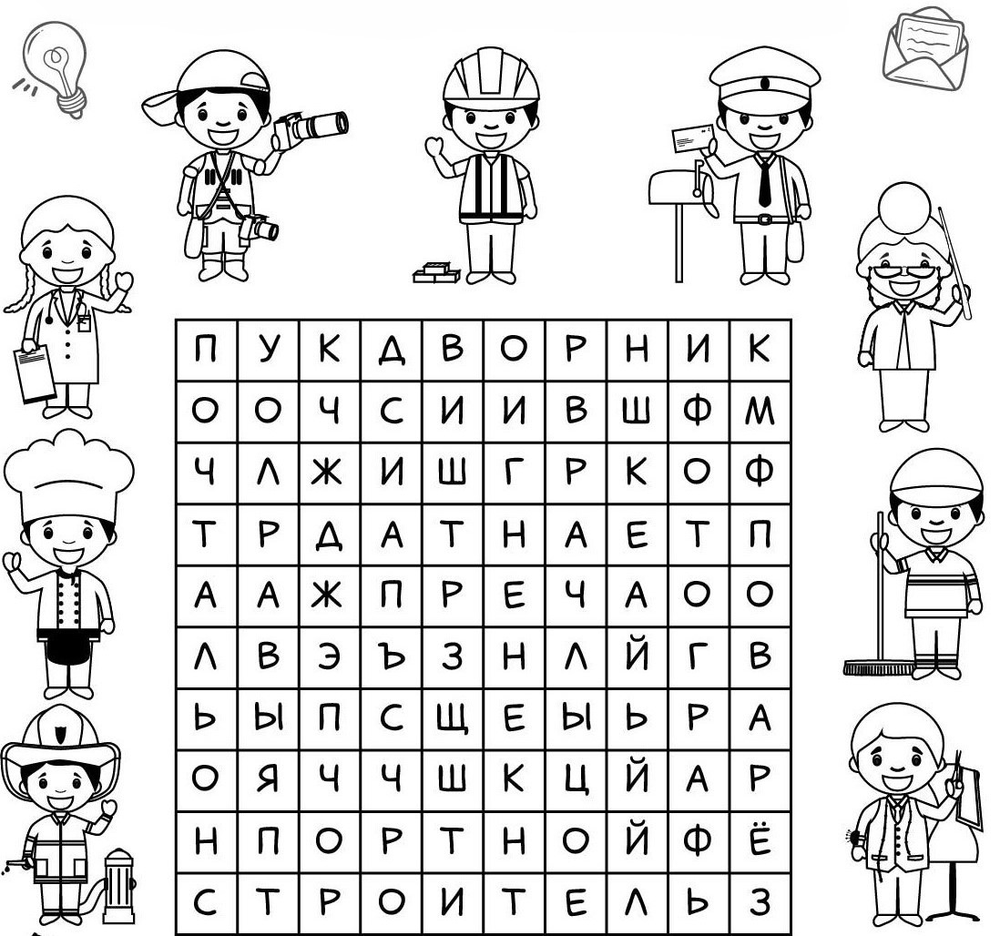 П У К Д В О Р Н И К
О О Ч С И И В Ш Ф М
Ч Л Ж И Ш Г Р К О Ф
Т Р Д А Т Н А Е Т П
А А Ж П Р Е Ч А О О
Л В Э Ъ З Н Л Й Г В
Ь Ы П С Щ Е Ы Ь Р А
О Я Ч Ч Ш К Ц Й А Р
Н П О Р Т Н О Й Ф Ё
С Т Р О И Т Е Л Ь З